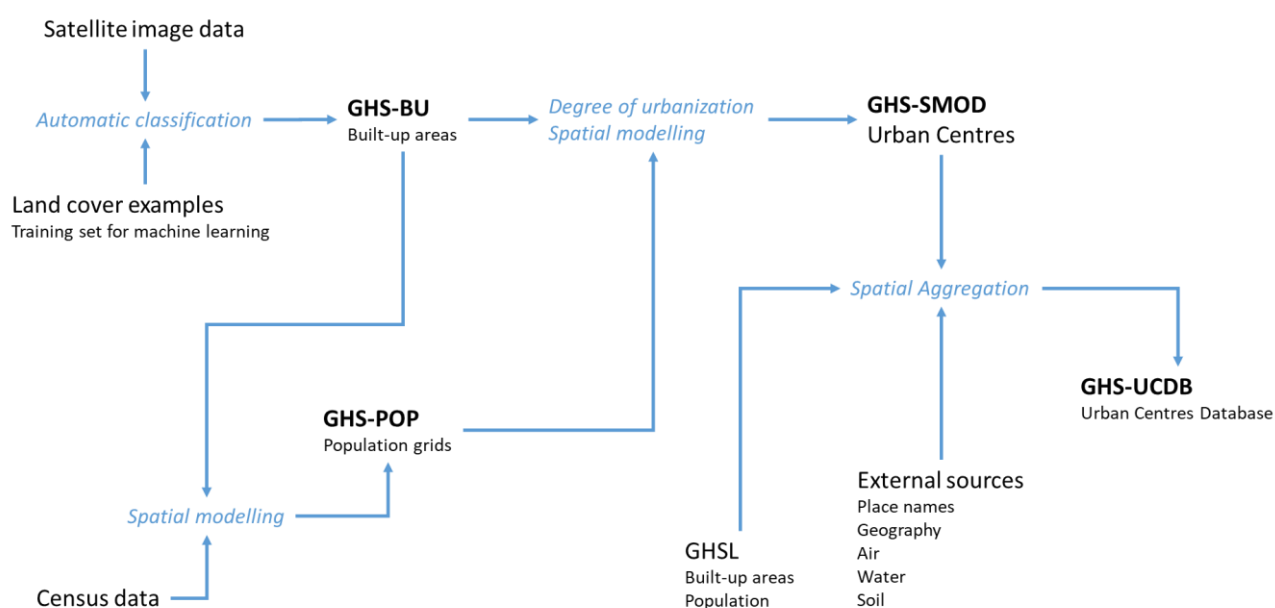 Satellite image data
Automatic classification
Land cover examples
Training set for machine learning
GHS-BU
Built-up areas
Degree of urbanization
Spatial modelling
GHS-SMOD
Urban Centres
Spatial Aggregation
GHS-UCDB
Urban Centres Database
GHS-POP
Population grids
Spatial modelling
Census data
GHSL
Built-up areas
Population
External sources
Place names
Geography
Air
Water
Soil